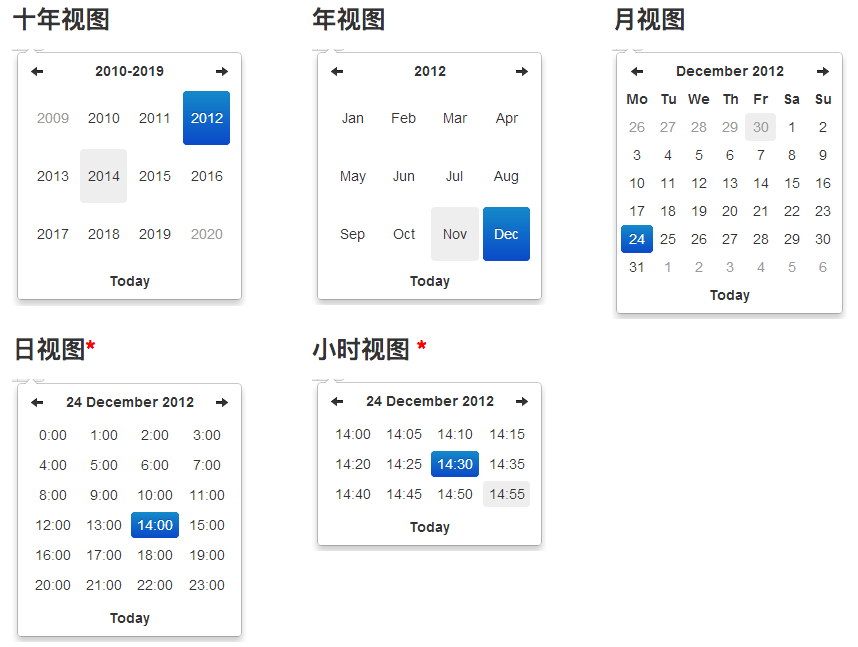 十年视图
2010-2019
2009 2010 2011 2012
2013 2014 2015 2016
2017 2018 2019 2020
Today
年视图
2012
Jan Feb Mar Apr
May Jun Jul Aug
Sep Oct Nov Dec
Today
月视图
December 2012
Mo Tu We Th Fr Sa Su
26 27 28 29 30 1 2
3 4 5 6 7 8 9
10 11 12 13 14 15 16
17 18 19 20 21 22 23
24 25 26 27 28 29 30
31 1 2 3 4 5 6
Today
日视图*
24 December 2012
0:00 1:00 2:00 3:00
4:00 5:00 6:00 7:00
8:00 9:00 10:00 11:00
12:00 13:00 14:00 15:00
16:00 17:00 18:00 19:00
20:00 21:00 22:00 23:00
Today
小时视图 *
24 December 2012
14:00 14:05 14:10 14:15
14:20 14:25 14:30 14:35
14:40 14:45 14:50 14:55
Today